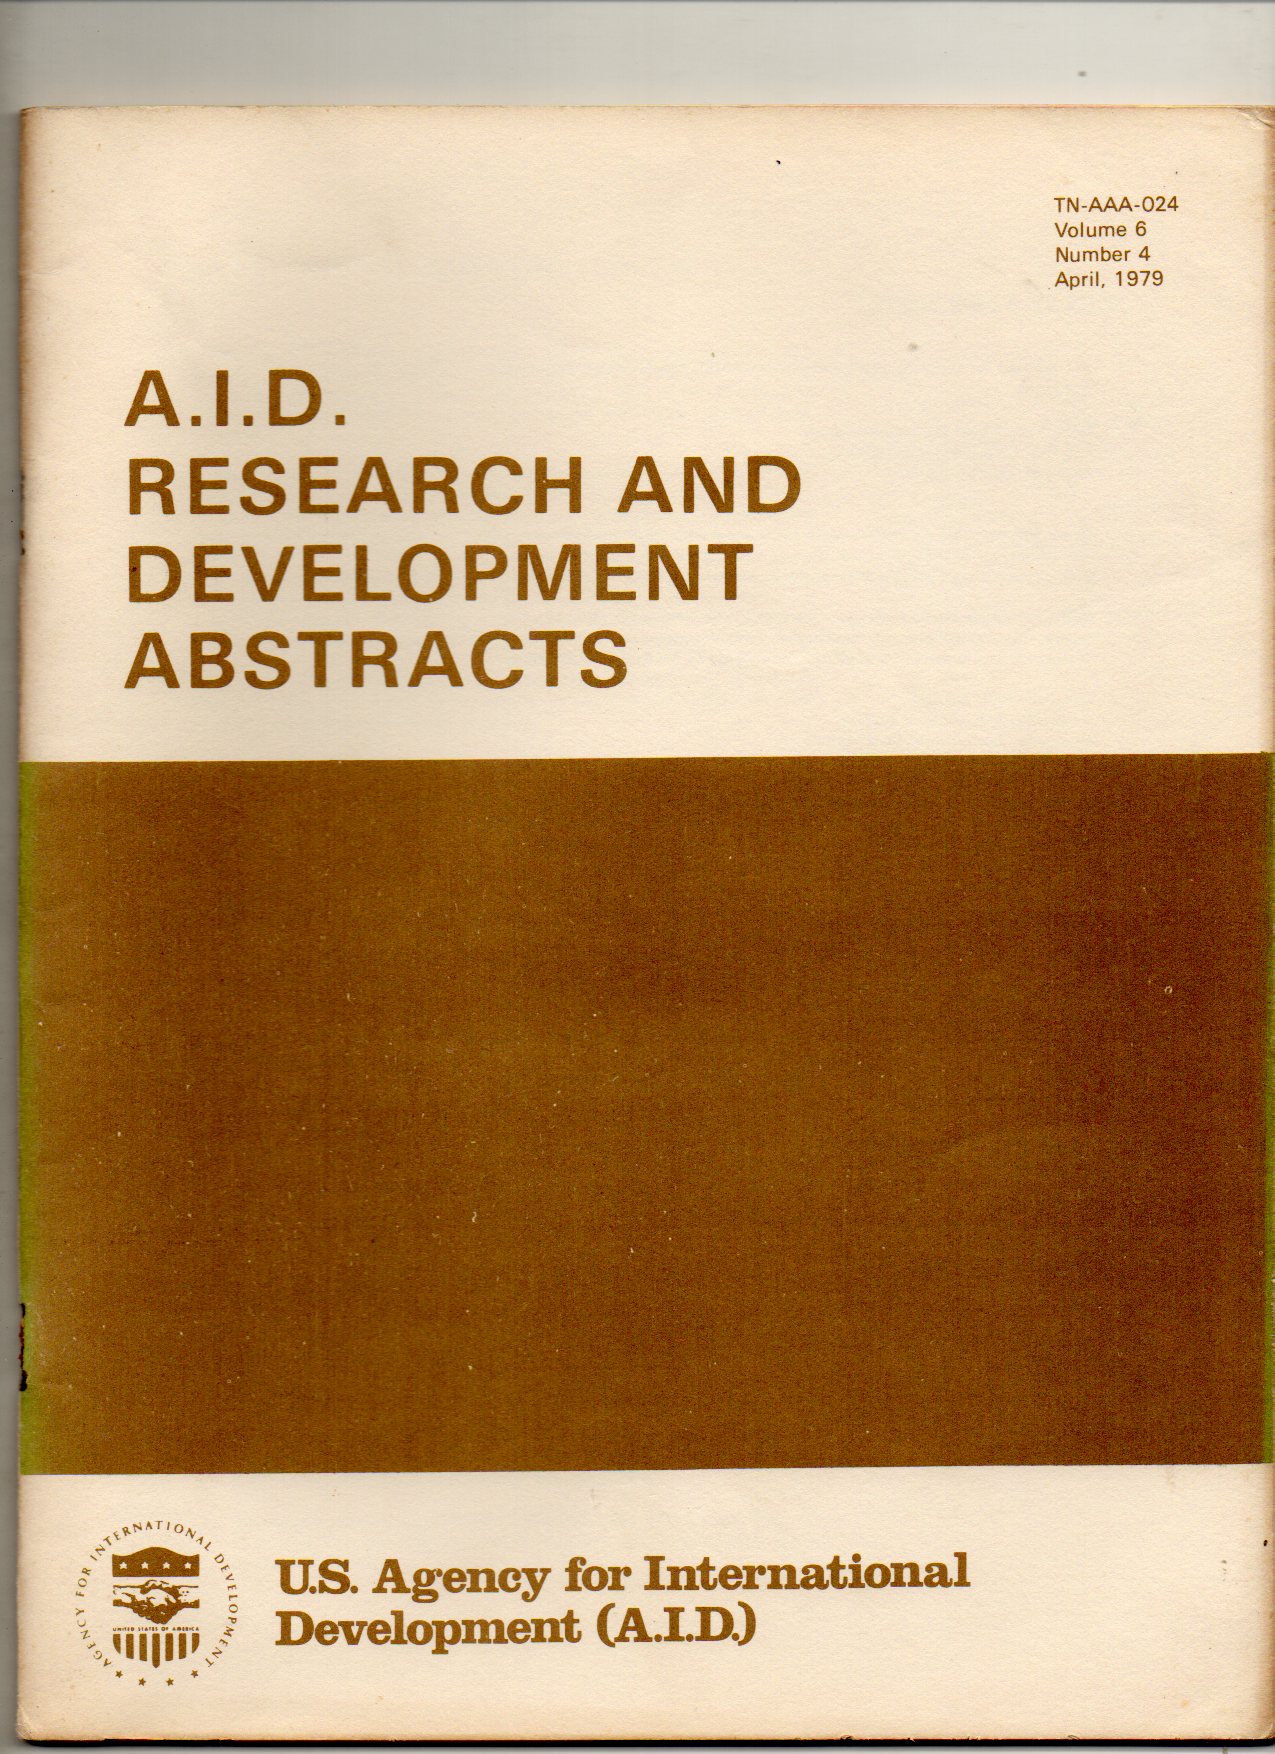 TN-AAA-024
Volume 6
Number 4
April, 1979
A.I.D.
RESEARCH AND
DEVELOPMENT
ABSTRACTS
AGENCY FOR INTERNATIONAL DEVELOPMENT
UNITED STATES OF AMERICA
U.S. Agency for International
Development (A.I.D.)